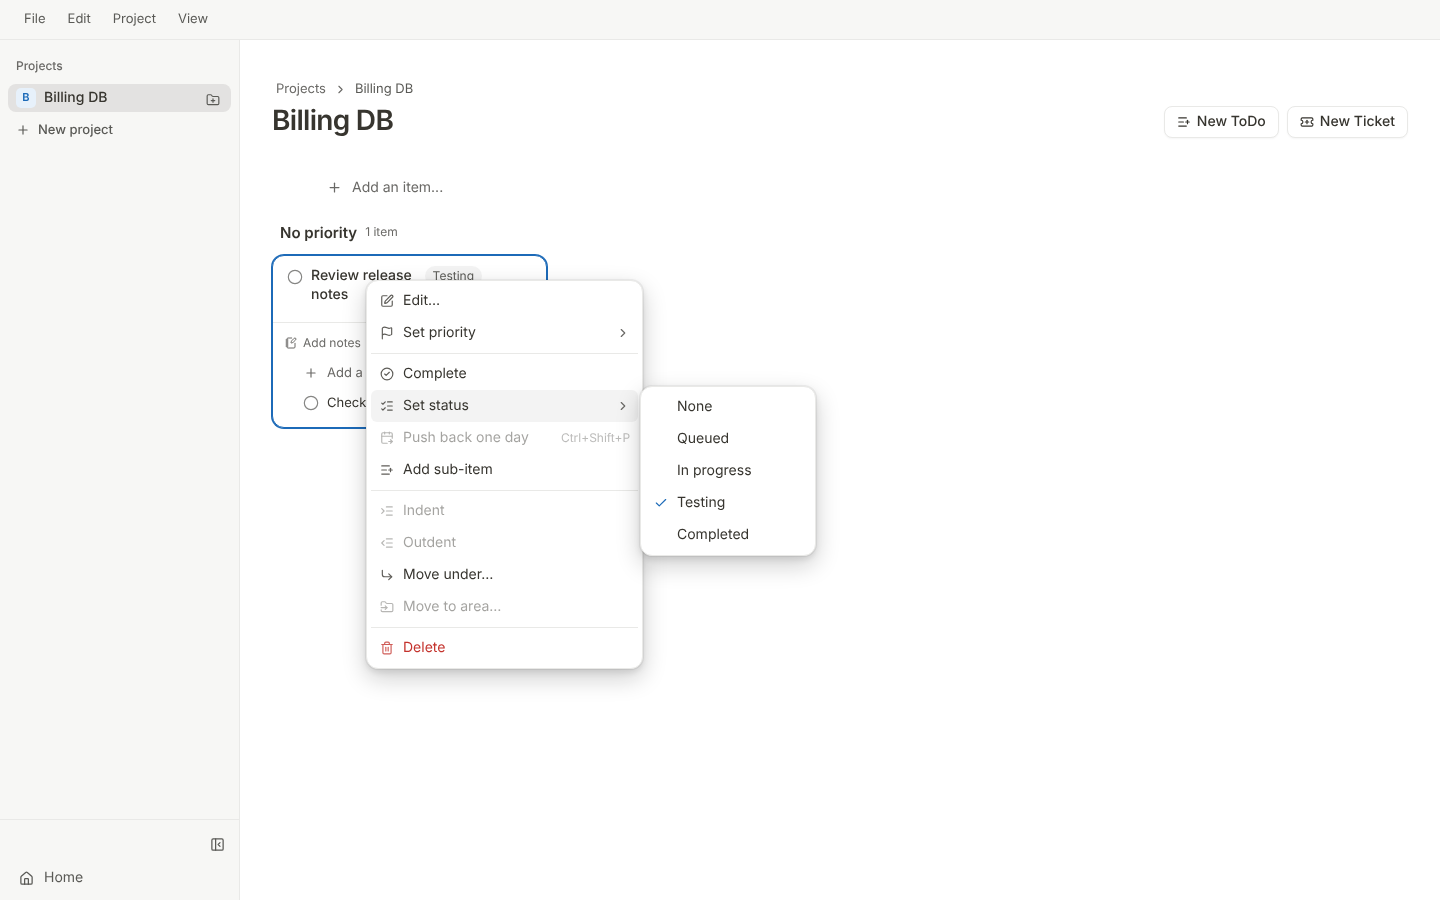 File Edit Project View
Projects
B Billing DB
New project
Home
Projects > Billing DB
Billing DB
New ToDo
New Ticket
Add an item...
No priority 1 item
Review release notes
Testing
Add notes
Add a
Check
Edit...
Set priority
Complete
Set status
Push back one day Ctrl+Shift+P
Add sub-item
Indent
Outdent
Move under...
Move to area...
Delete
None
Queued
In progress
Testing
Completed